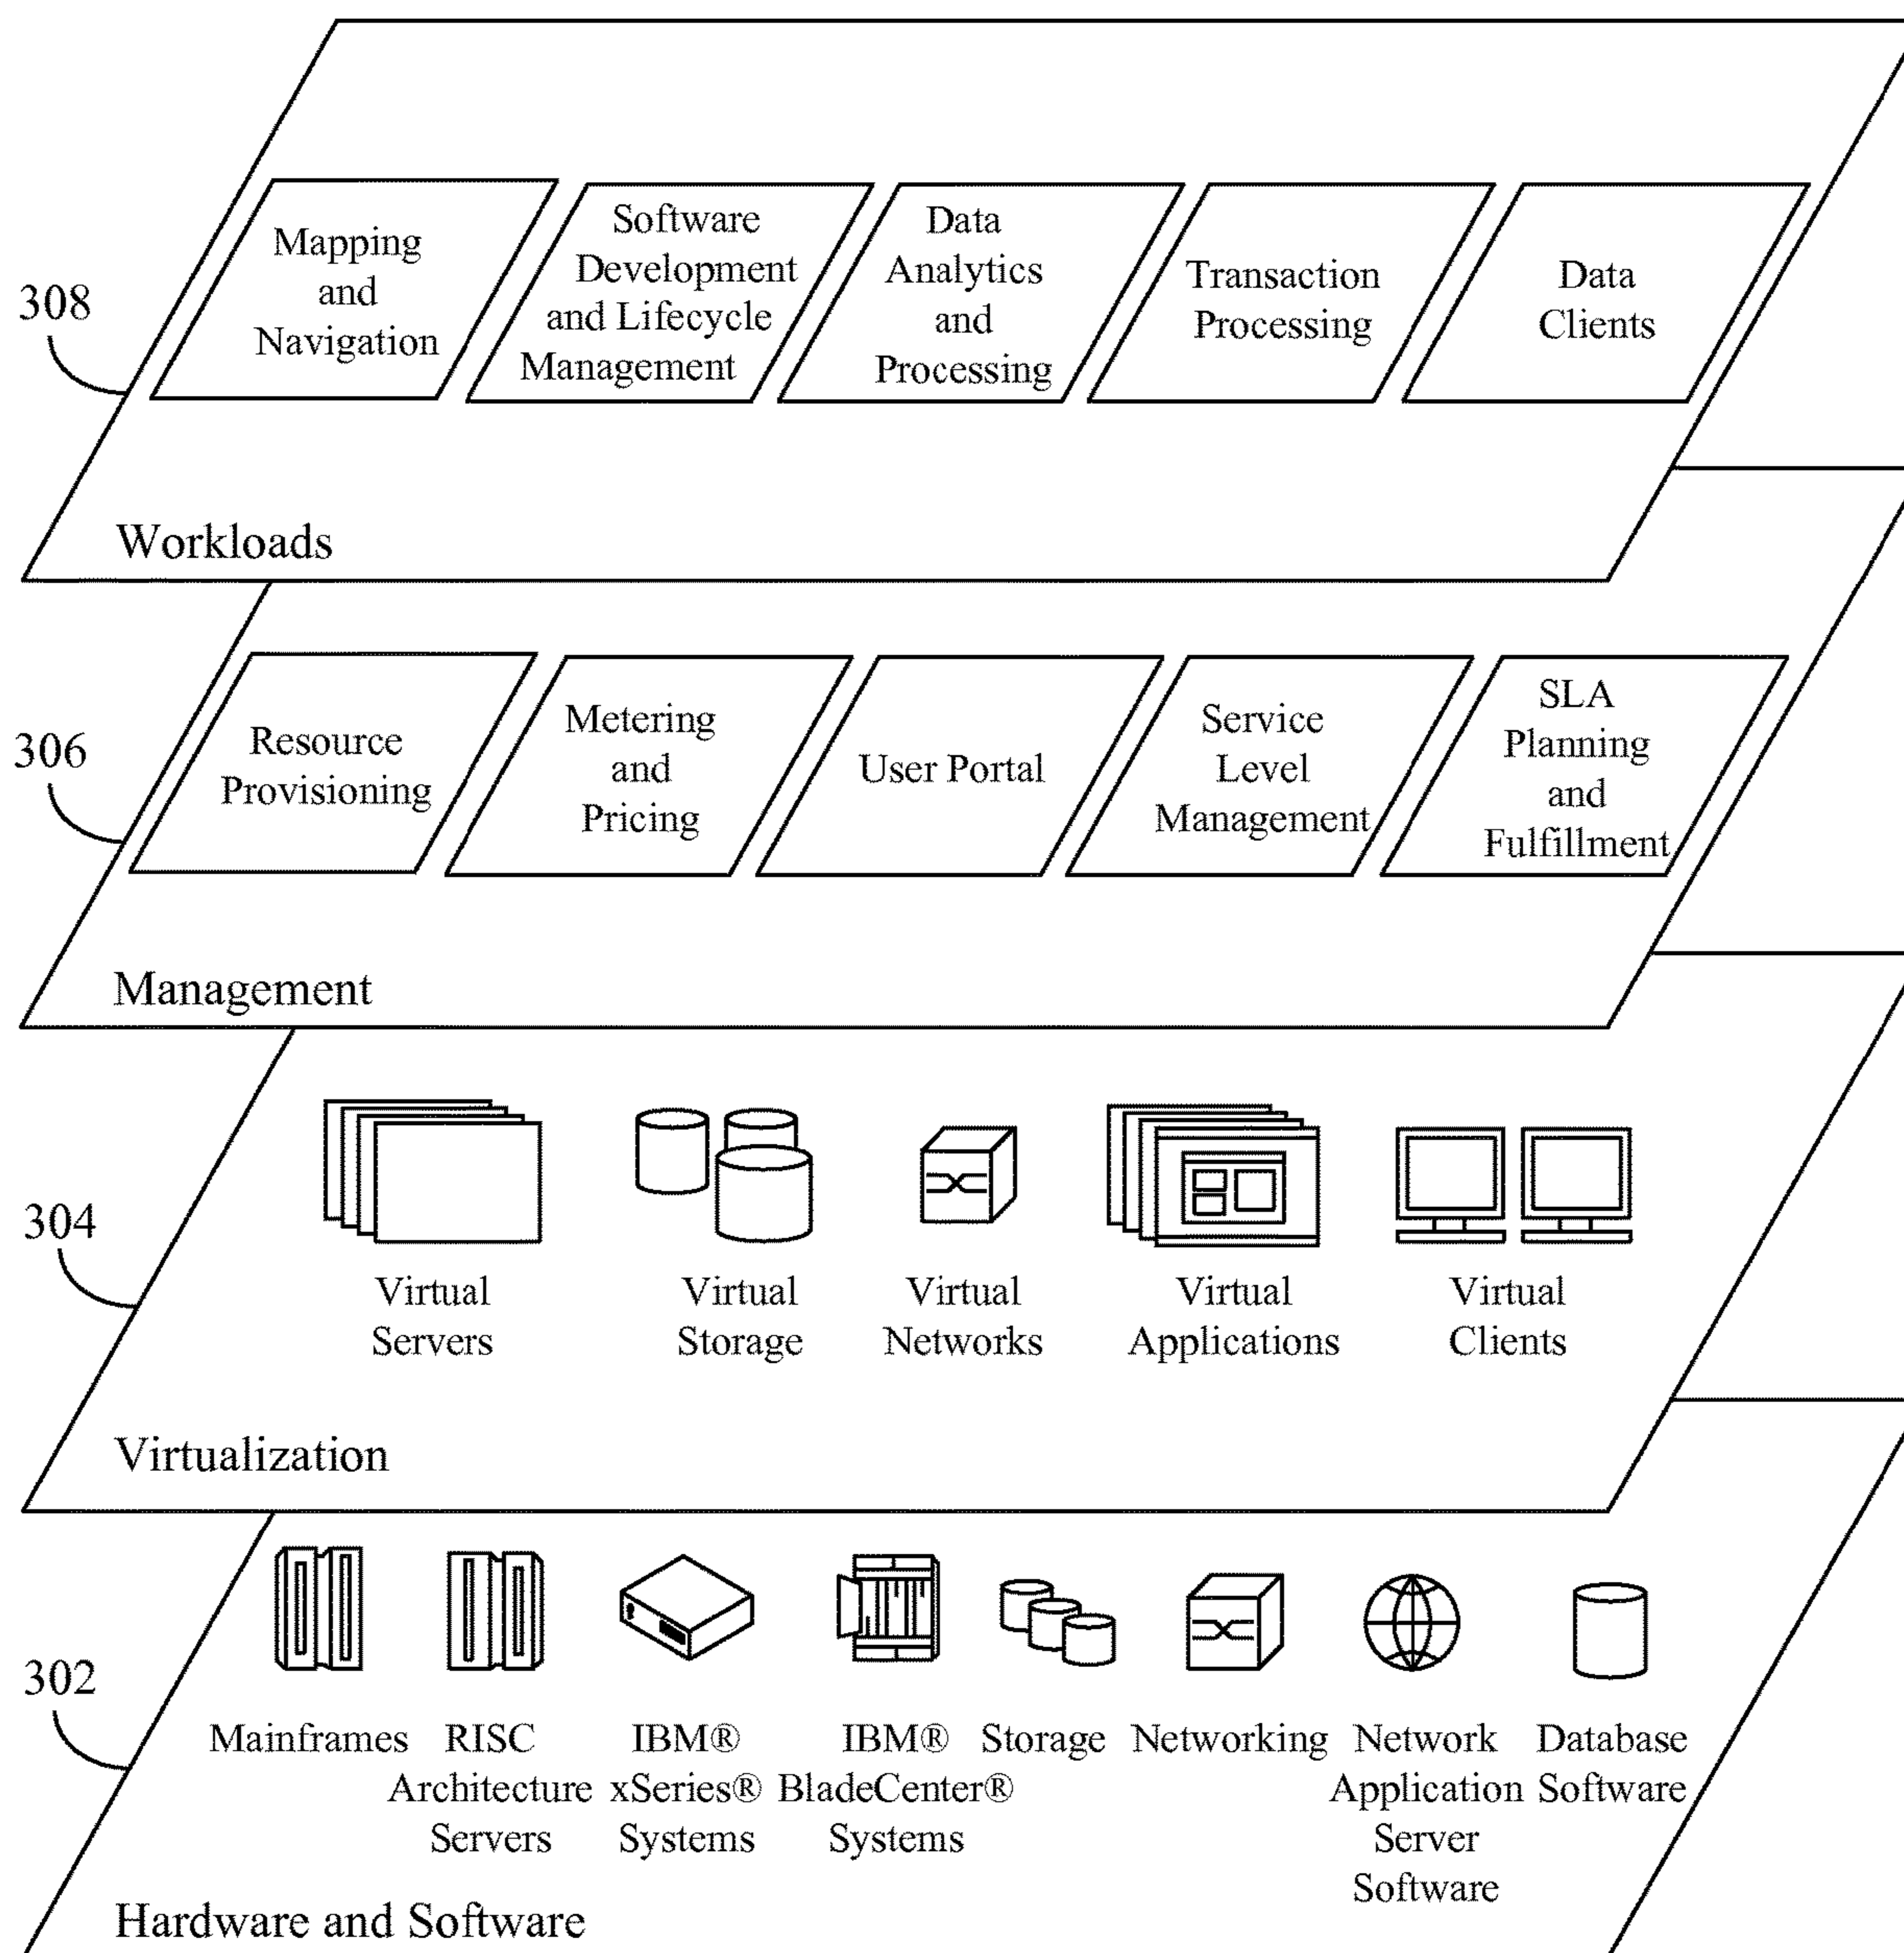 308
Mapping
and
Navigation
Software
Development
and Lifecycle
Management
Data
Analytics
and
Processing
Transaction
Processing
Data
Clients
Workloads
306
Resource
Provisioning
Metering
and
Pricing
User Portal
Service
Level
Management
SLA
Planning
and
Fulfillment
Management
304
Virtual
Servers
Virtual
Storage
Virtual
Networks
Virtual
Applications
Virtual
Clients
Virtualization
302
Mainframes
RISC
Architecture
Servers
IBM®
xSeries®
Systems
IBM®
BladeCenter®
Systems
Storage
Networking
Network
Application
Server
Software
Database
Software
Hardware and Software